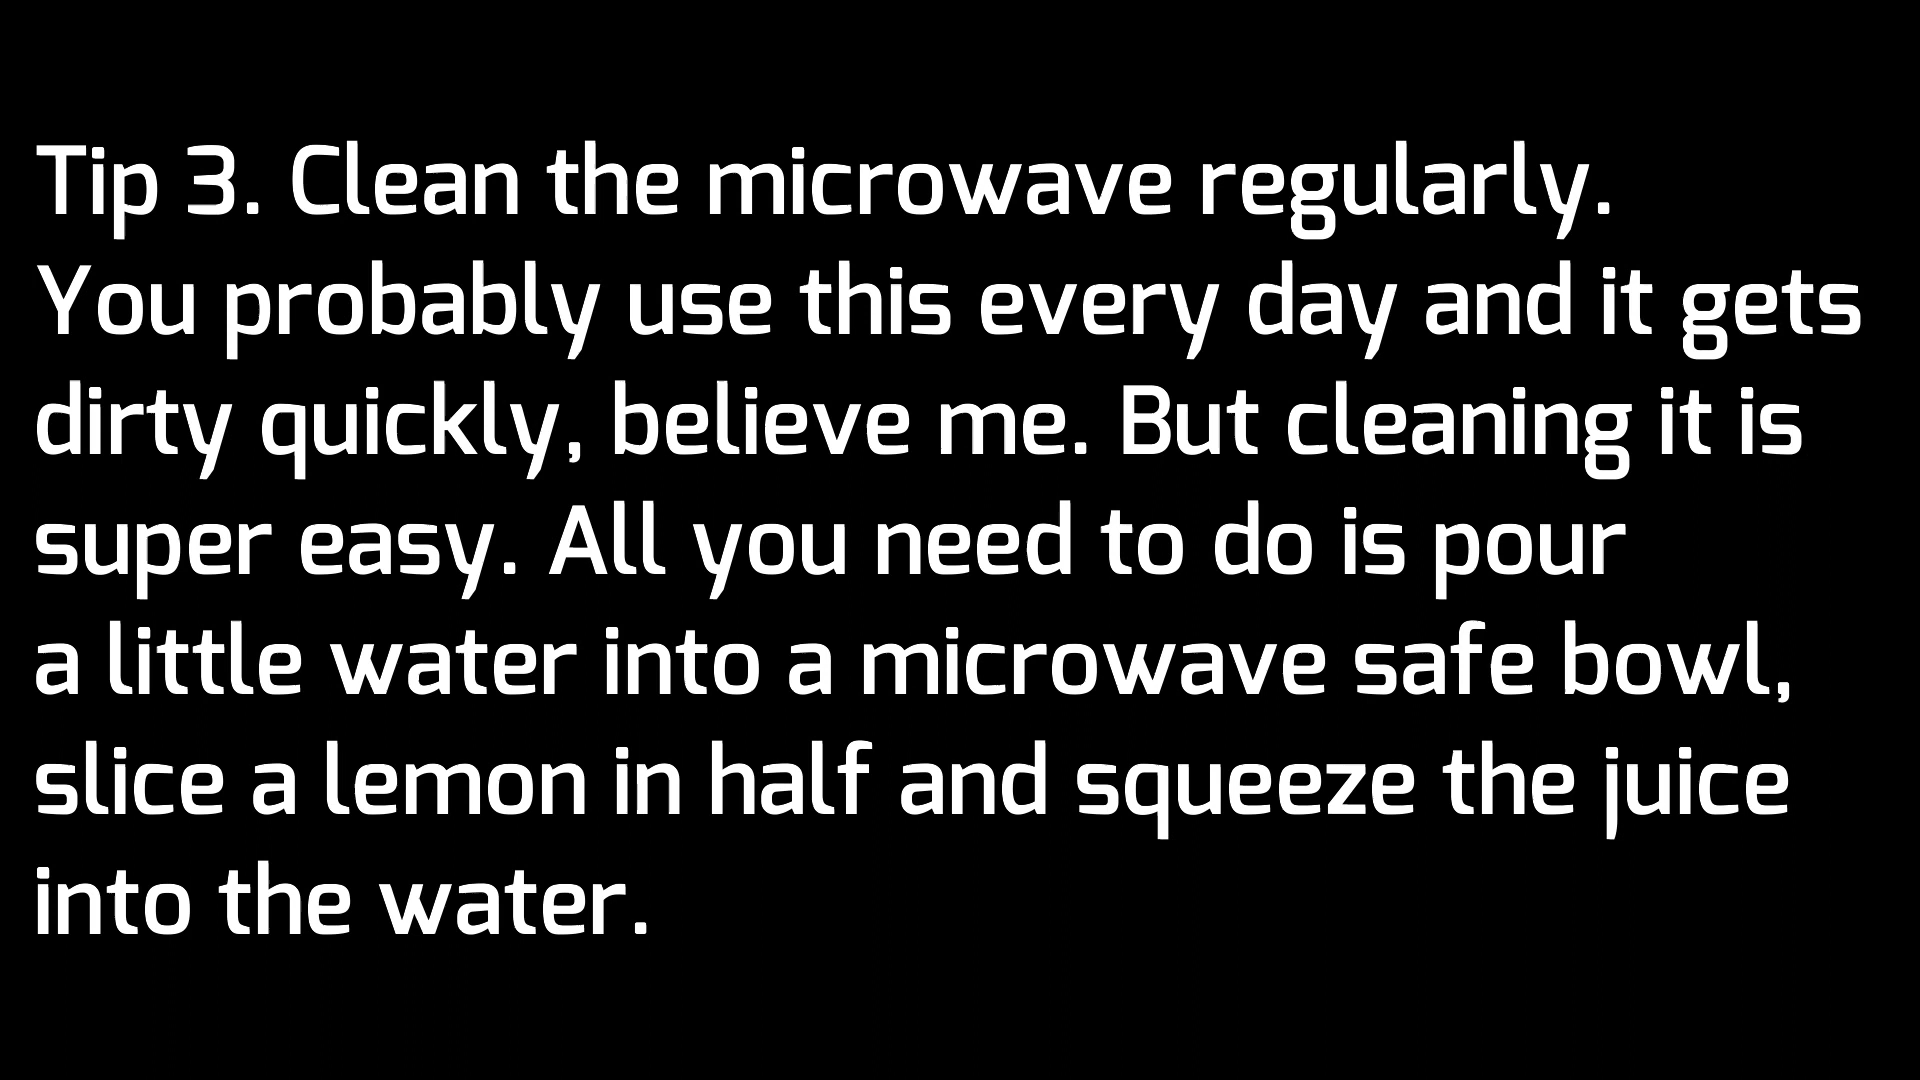 Tip 3. Clean the microwave regularly.
You probably use this every day and it gets
dirty quickly, believe me. But cleaning it is
super easy. All you need to do is pour
a little water into a microwave safe bowl,
slice a lemon in half and squeeze the juice
into the water.